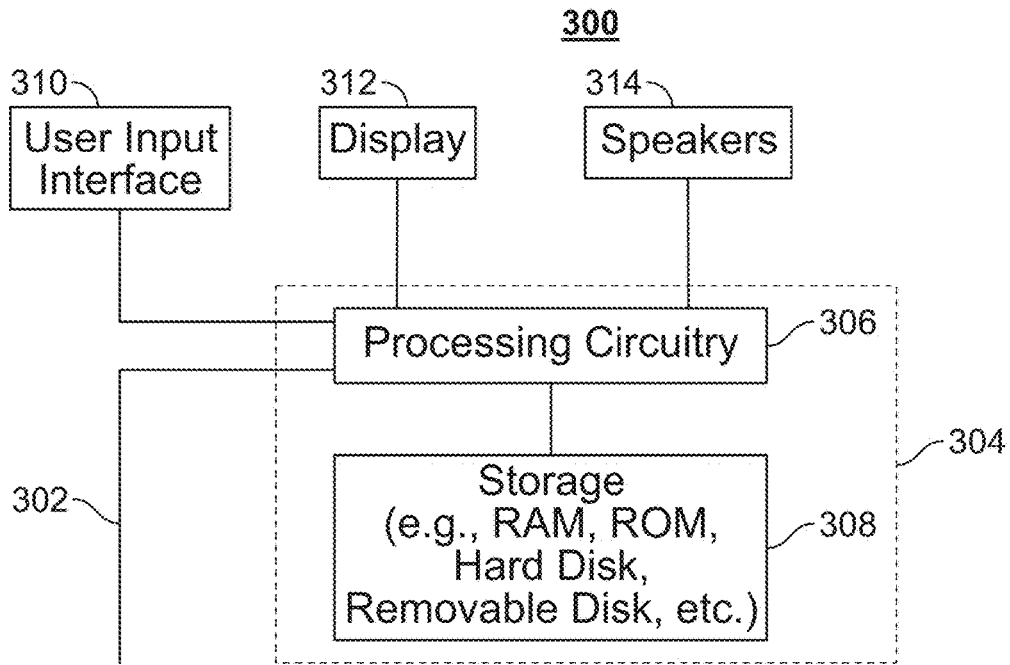 300
310
312
314
User Input
Interface
Display
Speakers
Processing Circuitry
306
304
302
Storage
(e.g., RAM, ROM,
Hard Disk,
Removable Disk, etc.)
308